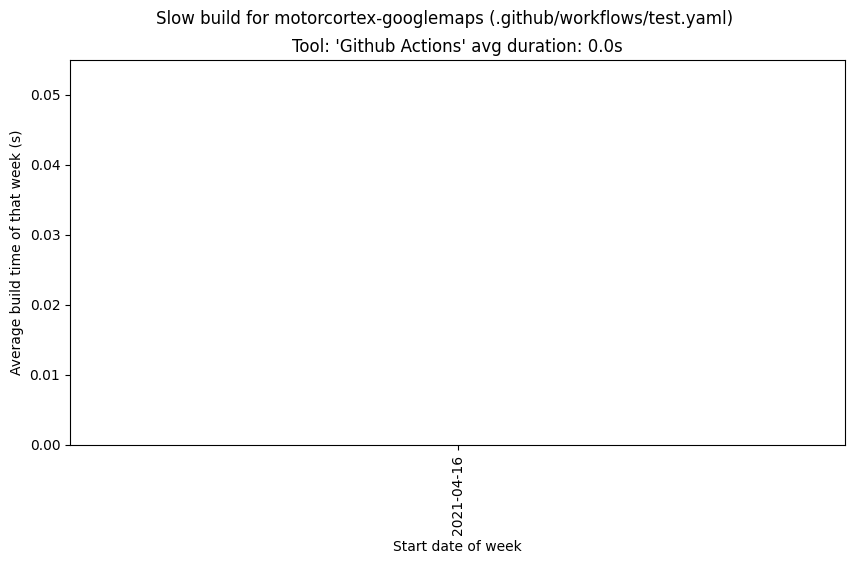 Slow build for motorcortex-googlemaps (.github/workflows/test.yaml)
Tool: 'Github Actions' avg duration: 0.0s
Average build time of that week (s)
0.05
0.04
0.03
0.02
0.01
0.00
2021-04-16
Start date of week